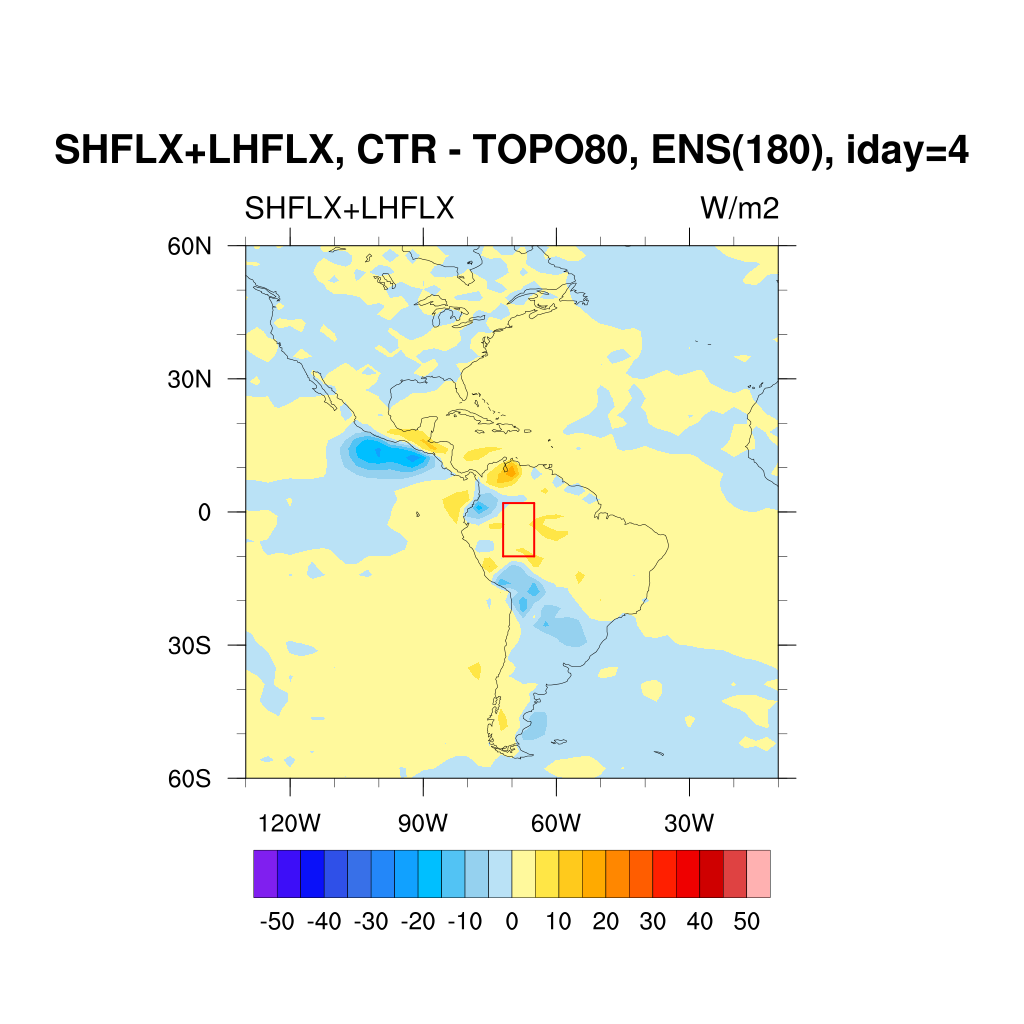 SHFLX+LHFLX, CTR - TOPO80, ENS(180), iday=4
SHFLX+LHFLX W/m2
60N
30N
0
30S
60S
120W 90W 60W 30W
-50 -40 -30 -20 -10 0 10 20 30 40 50